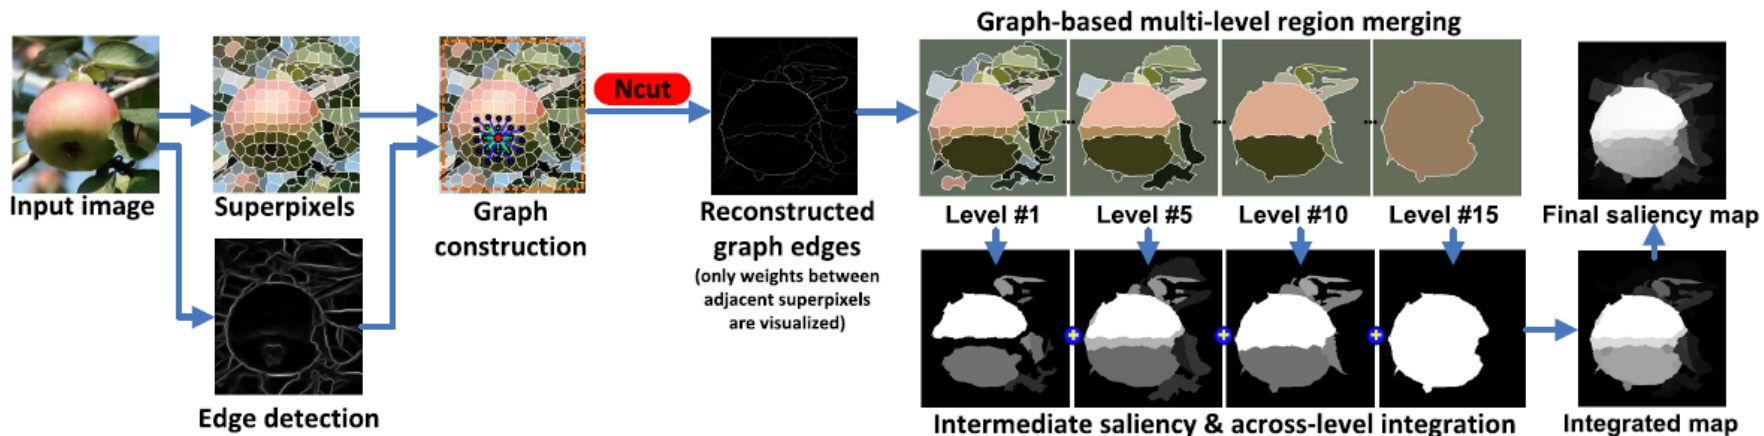 Graph-based multi-level region merging
Ncut
Input image
Superpixels
Graph
construction
Reconstructed
graph edges
(only weights between
adjacent superpixels
are visualized)
...
...
...
Level #1
Level #5
Level #10
Level #15
Final saliency map
Edge detection
+
+
+
Intermediate saliency & across-level integration
Integrated map